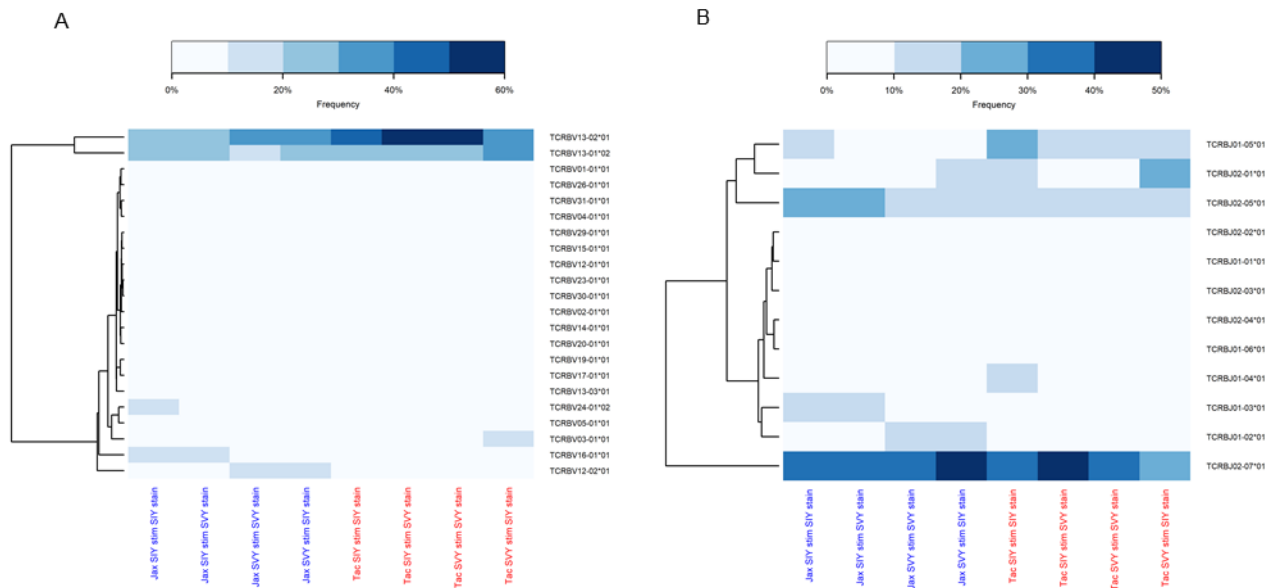 A
0%
20%
40%
60%
Frequency
TCRBV13-02*01
TCRBV13-01*02
TCRBV01-01*01
TCRBV26-01*01
TCRBV31-01*01
TCRBV04-01*01
TCRBV29-01*01
TCRBV15-01*01
TCRBV12-01*01
TCRBV23-01*01
TCRBV30-01*01
TCRBV02-01*01
TCRBV14-01*01
TCRBV20-01*01
TCRBV19-01*01
TCRBV17-01*01
TCRBV13-03*01
TCRBV24-01*02
TCRBV05-01*01
TCRBV03-01*01
TCRBV16-01*01
TCRBV12-02*01
Jax SIY stim SIY stain
Jax SIY stim SVY stain
Jax SVY stim SVY stain
Jax SVY stim SIY stain
Tac SIY stim SIY stain
Tac SIY stim SVY stain
Tac SVY stim SVY stain
Tac SVY stim SIY stain
B
0%
10%
20%
30%
40%
50%
Frequency
TCRBJ01-05*01
TCRBJ02-01*01
TCRBJ02-05*01
TCRBJ02-02*01
TCRBJ01-01*01
TCRBJ02-03*01
TCRBJ02-04*01
TCRBJ01-06*01
TCRBJ01-04*01
TCRBJ01-03*01
TCRBJ01-02*01
TCRBJ02-07*01
Jax SIY stim SIY stain
Jax SIY stim SVY stain
Jax SVY stim SVY stain
Jax SVY stim SIY stain
Tac SIY stim SIY stain
Tac SIY stim SVY stain
Tac SVY stim SVY stain
Tac SVY stim SIY stain